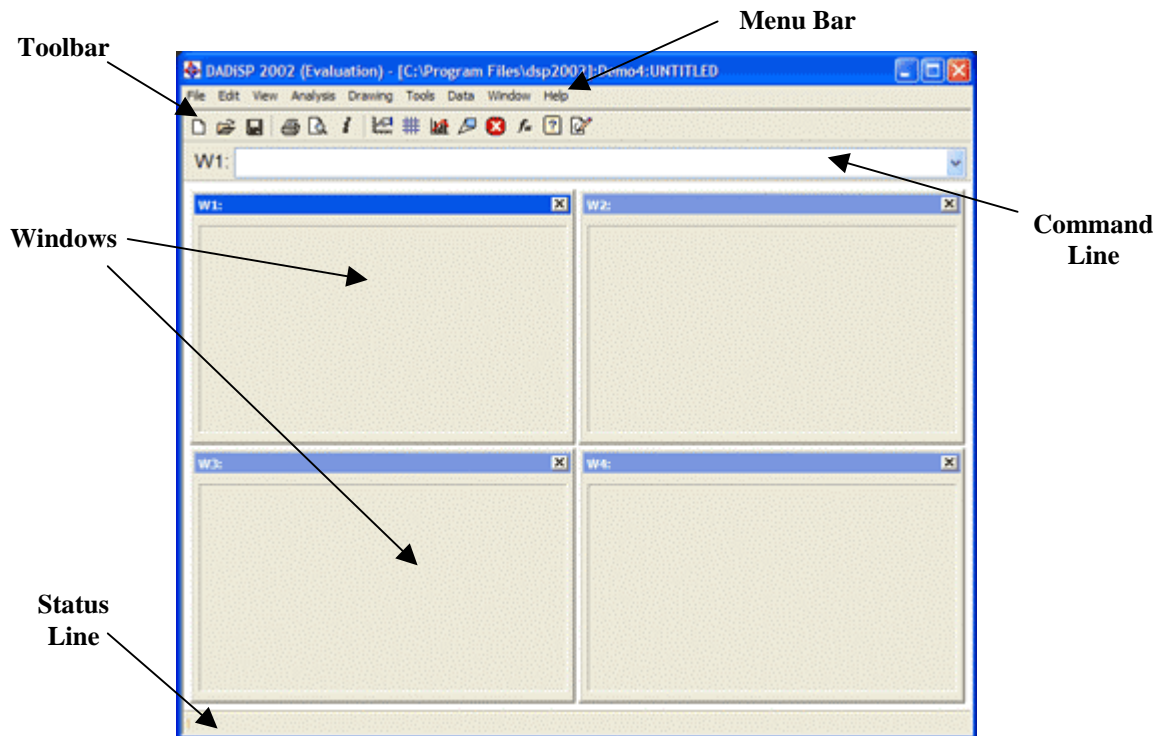 Menu Bar
Toolbar
DADiSP 2002 (Evaluation) - [C:\Program Files\dsp2002]:Demo4:UNTITLED
File Edit View Analysis Drawing Tools Data Window Help
W1:
W1:
W2:
Windows
Command
Line
W3:
W4:
Status
Line